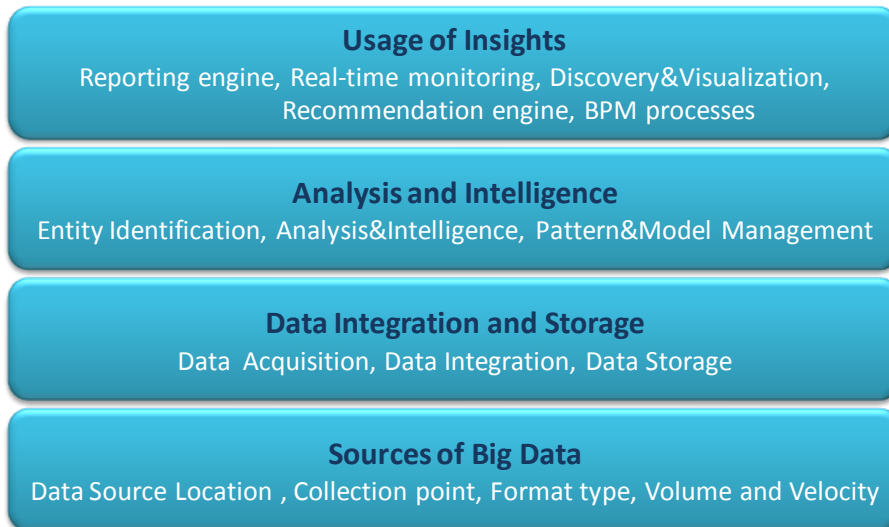 Usage of Insights
Reporting engine, Real-time monitoring, Discovery&Visualization,
Recommendation engine, BPM processes
Analysis and Intelligence
Entity Identification, Analysis&Intelligence, Pattern&Model Management
Data Integration and Storage
Data Acquisition, Data Integration, Data Storage
Sources of Big Data
Data Source Location , Collection point, Format type, Volume and Velocity